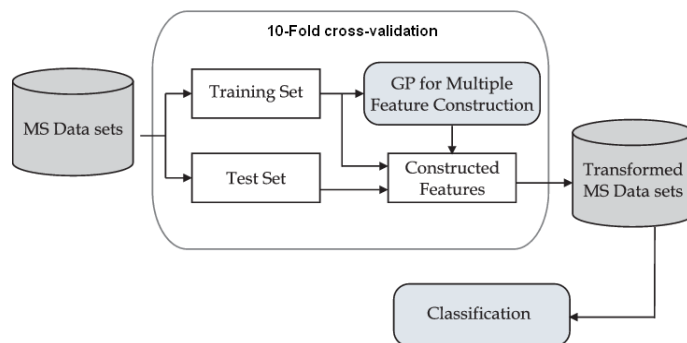 10-Fold cross-validation
MS Data sets
Training Set
GP for Multiple
Feature Construction
Test Set
Constructed
Features
Transformed
MS Data sets
Classification